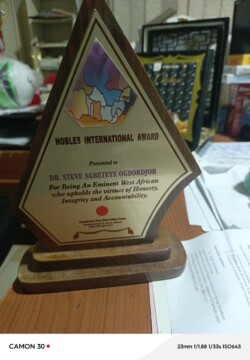 NOBLES INTERNATIONAL AWARD
Presented to
DR. STEVE AGBETEYE OGBORDJOR
For Being An Eminent West African
who upholds the virtues of Honesty,
Integrity and Accountability.
CAMON 30
23mm f/1.88 1/33s ISO643